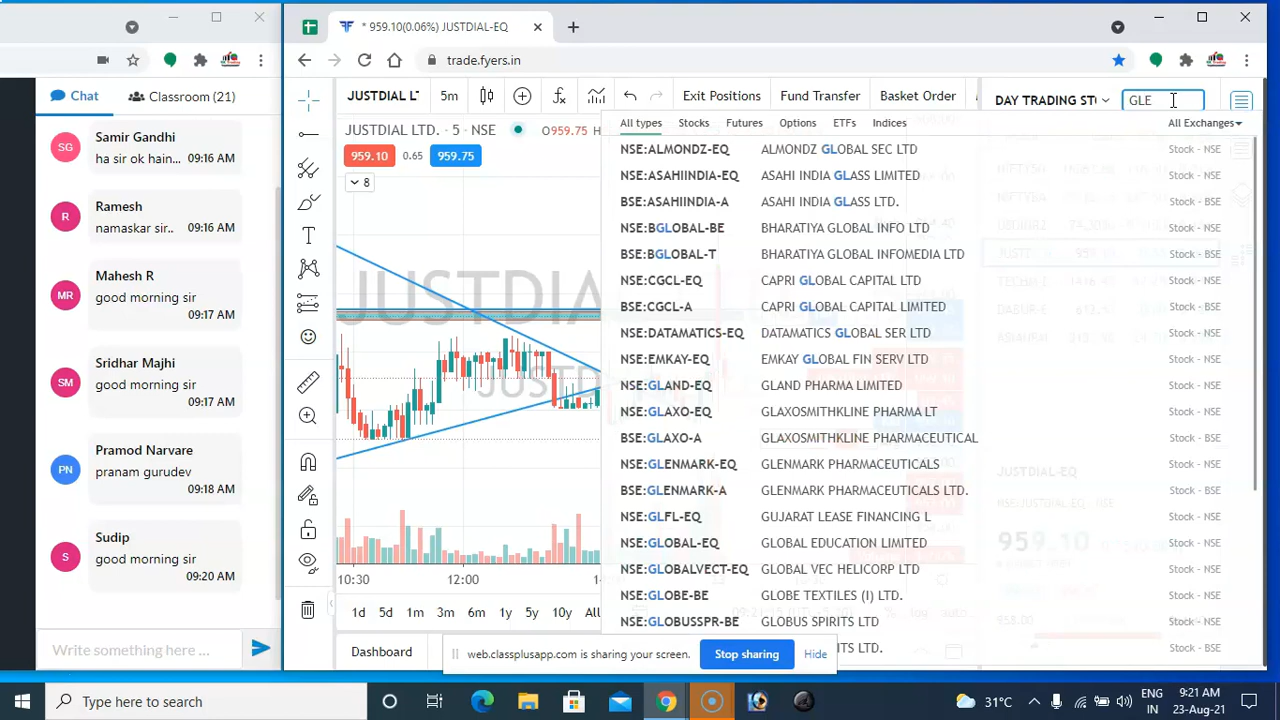 Chat
Classroom (21)
SG
Samir Gandhi
ha sir ok hain...
09:16 AM
R
Ramesh
namaskar sir..
09:16 AM
MR
Mahesh R
good morning sir
09:17 AM
SM
Sridhar Majhi
good morning sir
09:17 AM
PN
Pramod Narvare
pranam gurudev
09:18 AM
S
Sudip
good morning sir
09:20 AM
Write something here ...
* 959.10(0.06%) JUSTDIAL-EQ
trade.fyers.in
JUSTDIAL LT
5m
Exit Positions
Fund Transfer
Basket Order
DAY TRADING STO
GLE
JUSTDIAL LTD. · 5 · NSE
O959.75 H
959.10
0.65
959.75
8
All types
Stocks
Futures
Options
ETFs
Indices
All Exchanges
NSE:ALMONDZ-EQ ALMONDZ GLOBAL SEC LTD Stock - NSE
NSE:ASAHIINDIA-EQ ASAHI INDIA GLASS LIMITED Stock - NSE
BSE:ASAHIINDIA-A ASAHI INDIA GLASS LTD. Stock - BSE
NSE:BGLOBAL-BE BHARATIYA GLOBAL INFO LTD Stock - NSE
BSE:BGLOBAL-T BHARATIYA GLOBAL INFOMEDIA LTD Stock - BSE
NSE:CGCL-EQ CAPRI GLOBAL CAPITAL LTD Stock - NSE
BSE:CGCL-A CAPRI GLOBAL CAPITAL LIMITED Stock - BSE
NSE:DATAMATICS-EQ DATAMATICS GLOBAL SER LTD Stock - NSE
NSE:EMKAY-EQ EMKAY GLOBAL FIN SERV LTD Stock - NSE
NSE:GLAND-EQ GLAND PHARMA LIMITED Stock - NSE
NSE:GLAXO-EQ GLAXOSMITHKLINE PHARMA LT Stock - NSE
BSE:GLAXO-A GLAXOSMITHKLINE PHARMACEUTICAL Stock - BSE
NSE:GLENMARK-EQ GLENMARK PHARMACEUTICALS Stock - NSE
BSE:GLENMARK-A GLENMARK PHARMACEUTICALS LTD. Stock - BSE
NSE:GLFL-EQ GUJARAT LEASE FINANCING L Stock - NSE
NSE:GLOBAL-EQ GLOBAL EDUCATION LIMITED Stock - NSE
NSE:GLOBALVECT-EQ GLOBAL VEC HELICORP LTD Stock - NSE
NSE:GLOBE-BE GLOBE TEXTILES (I) LTD. Stock - NSE
NSE:GLOBUSSPR-BE GLOBUS SPIRITS LTD Stock - NSE
TS LTD. Stock - BSE
JUSTDIAL-EQ
NSE:JUSTDIAL-EQ NSE
959.10
10:30
12:00
1d 5d 1m 3m 6m 1y 5y 10y All
Dashboard
web.classplusapp.com is sharing your screen.
Stop sharing
Hide
Type here to search
31°C
ENG
IN
9:21 AM
23-Aug-21